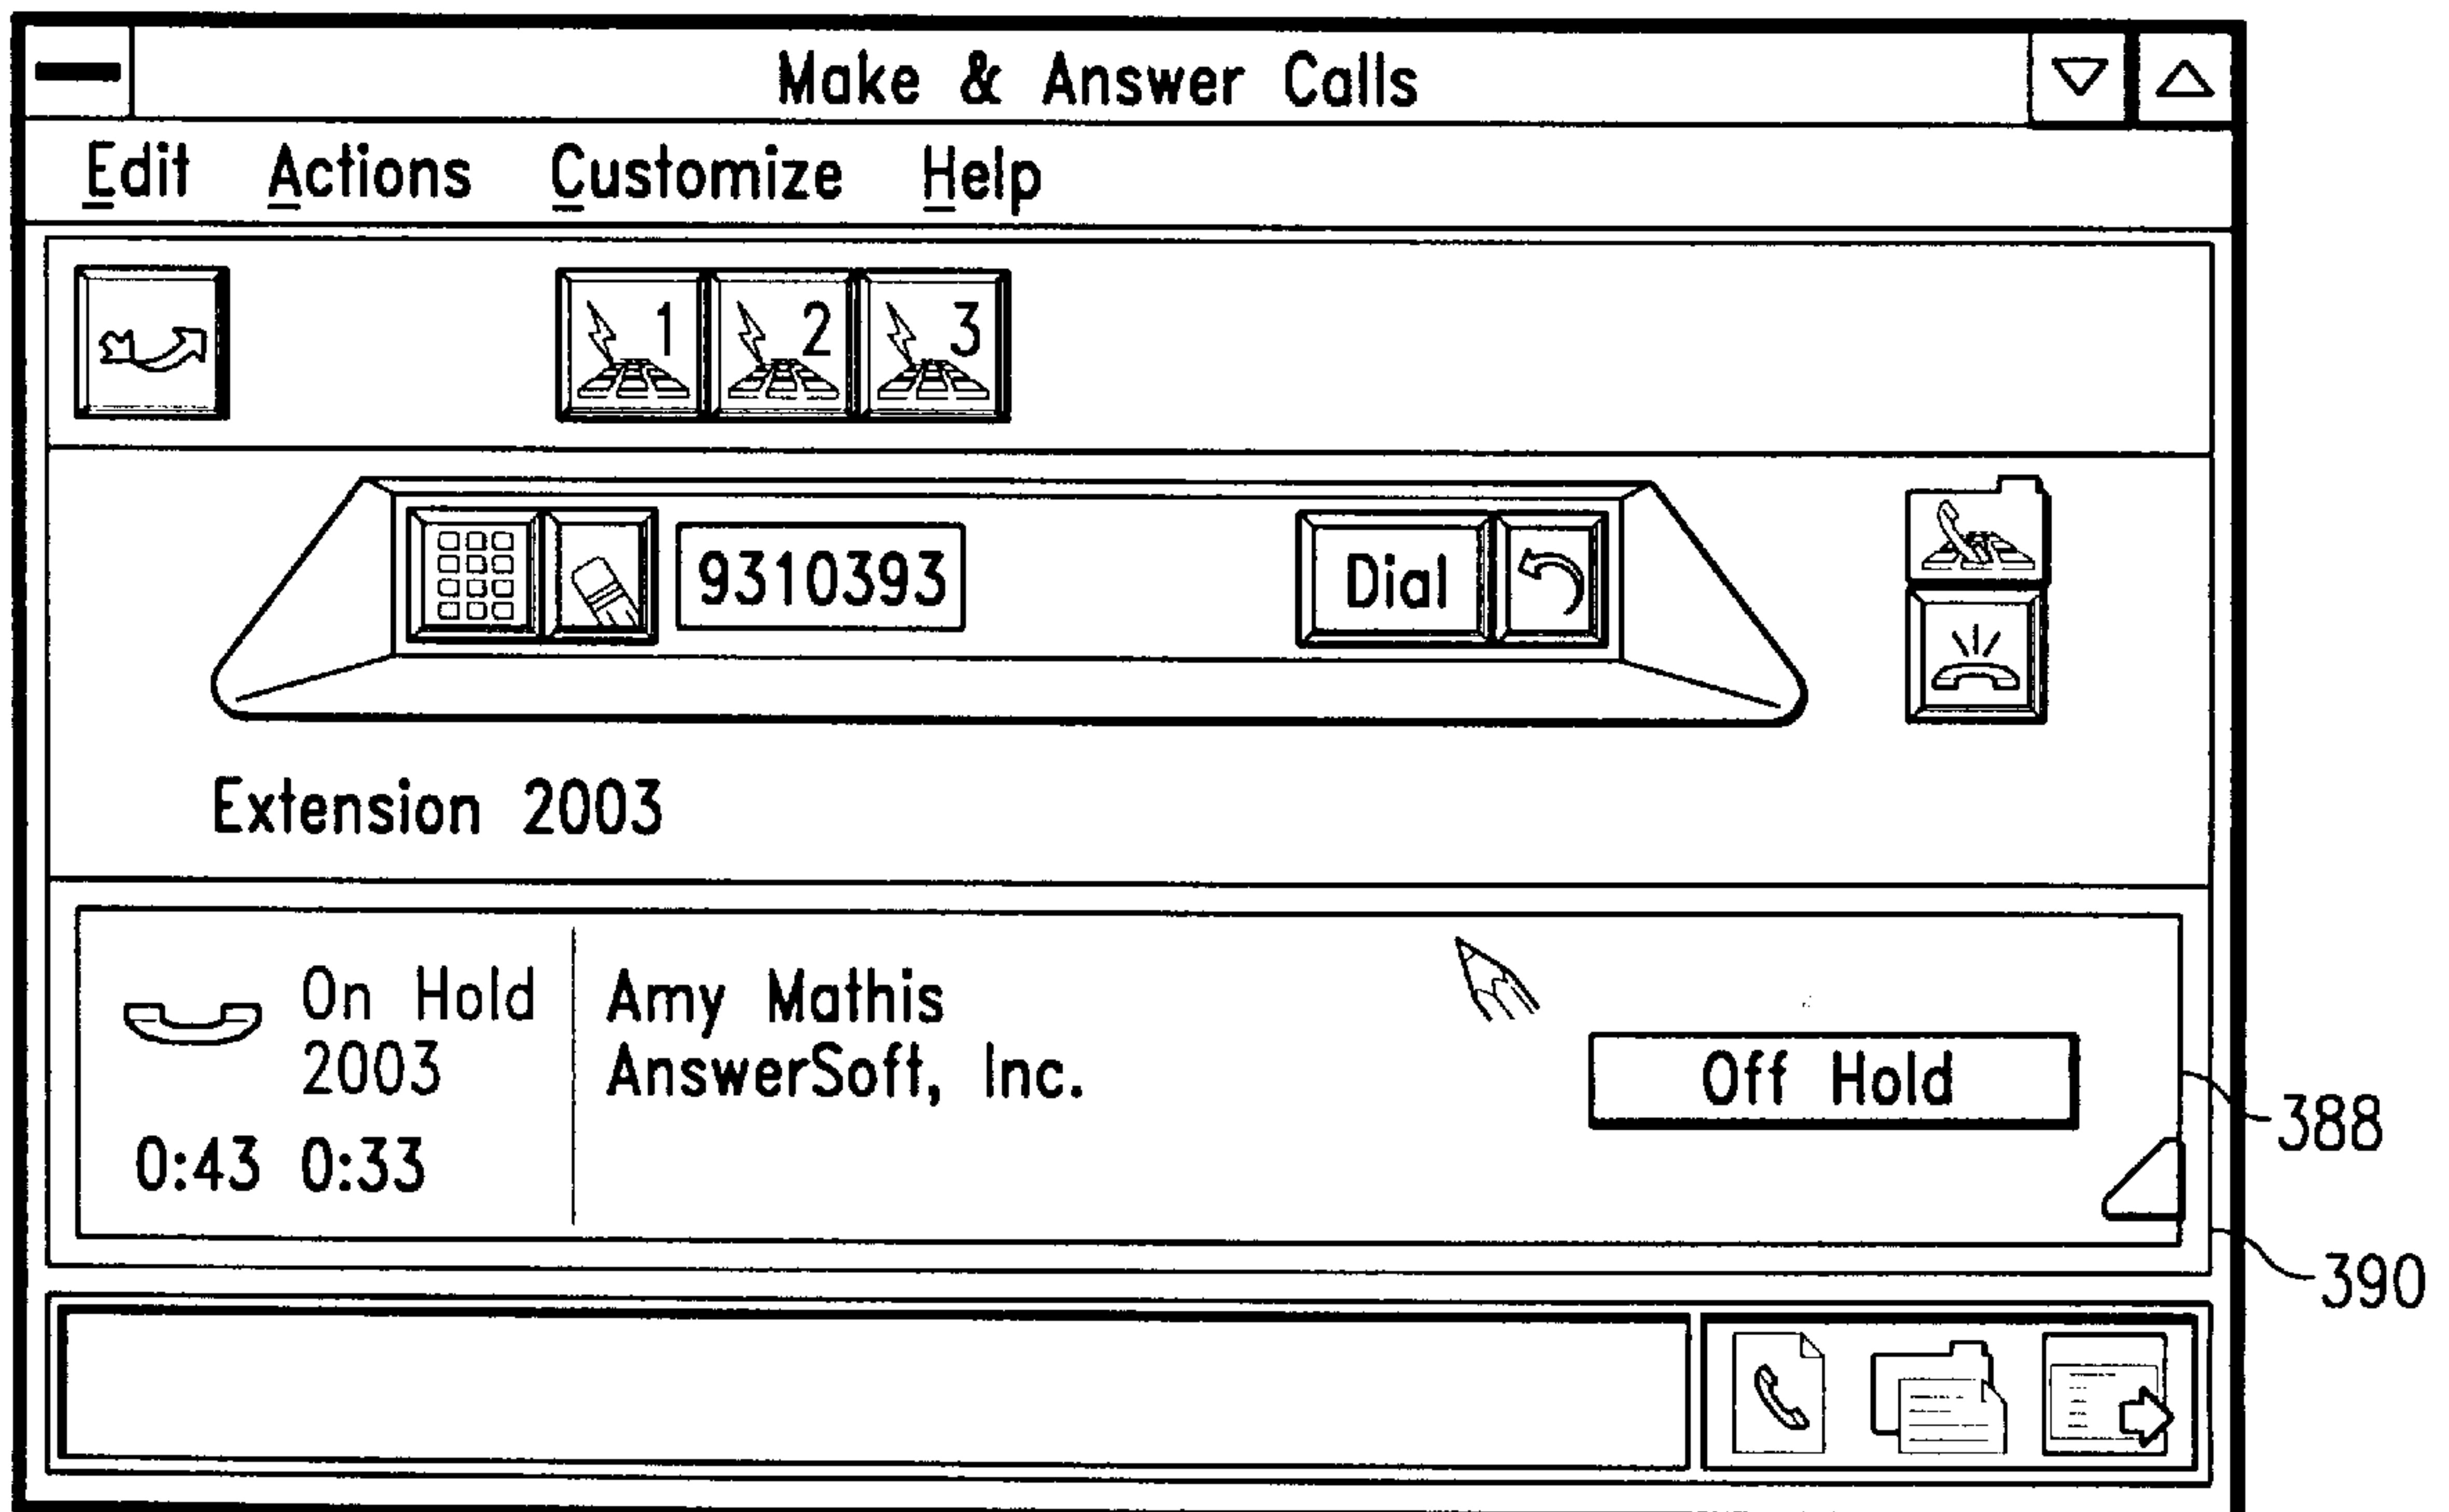 Make & Answer Calls
Edit Actions Customize Help
1 2 3
9310393 Dial
Extension 2003
On Hold
2003
0:43 0:33
Amy Mathis
AnswerSoft, Inc.
Off Hold
388
390